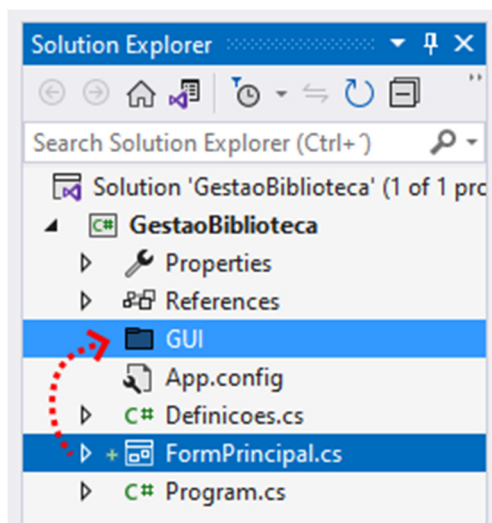 Solution Explorer
Search Solution Explorer (Ctrl+´)
Solution 'GestaoBiblioteca' (1 of 1 prc
C# GestaoBiblioteca
Properties
References
GUI
App.config
C# Definicoes.cs
+ FormPrincipal.cs
C# Program.cs